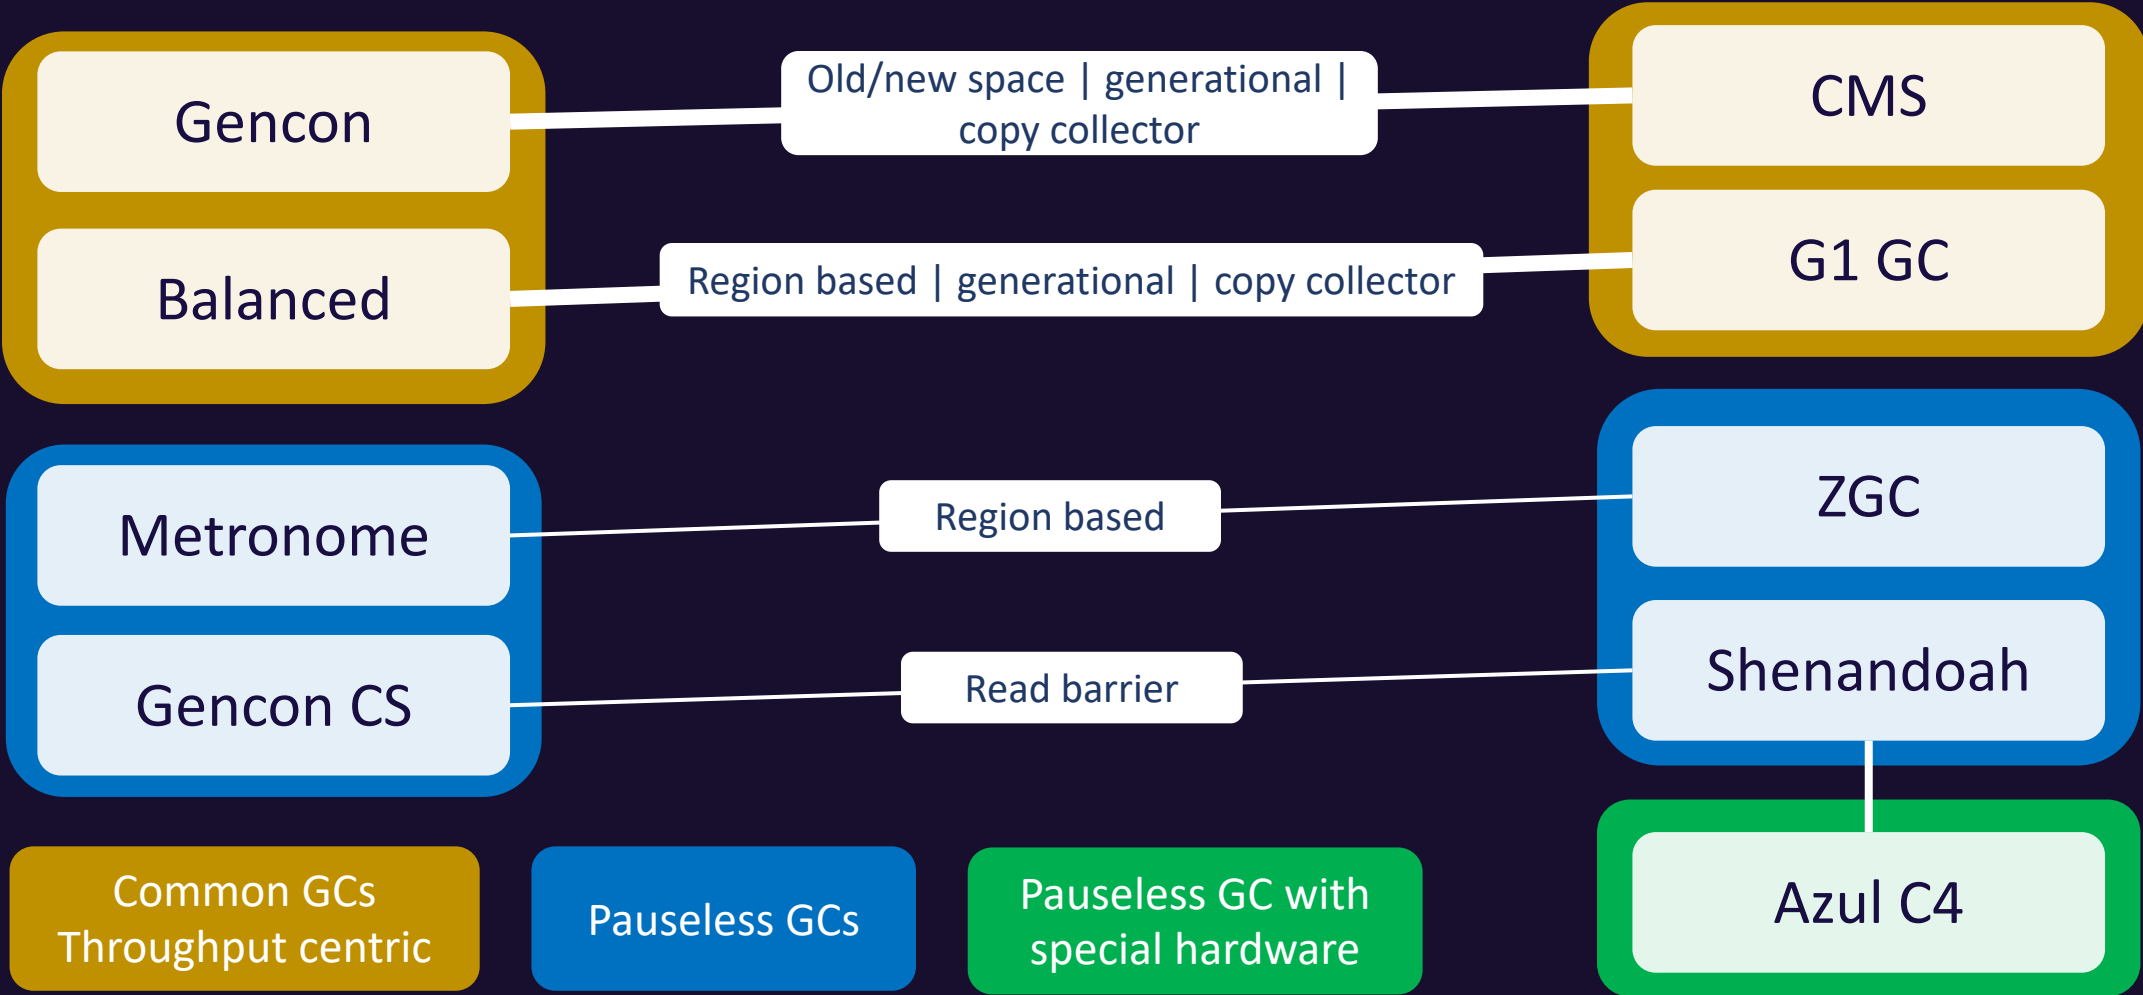 Gencon
Old/new space | generational |
copy collector
CMS
Balanced
Region based | generational | copy collector
G1 GC
Metronome
Region based
ZGC
Gencon CS
Read barrier
Shenandoah
Common GCs
Throughput centric
Pauseless GCs
Pauseless GC with
special hardware
Azul C4